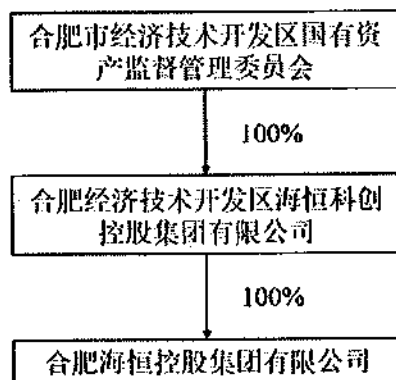 合肥市经济技术开发区国有资
产监督管理委员会
100%
合肥经济技术开发区海恒科创
控股集团有限公司
100%
合肥海恒控股集团有限公司